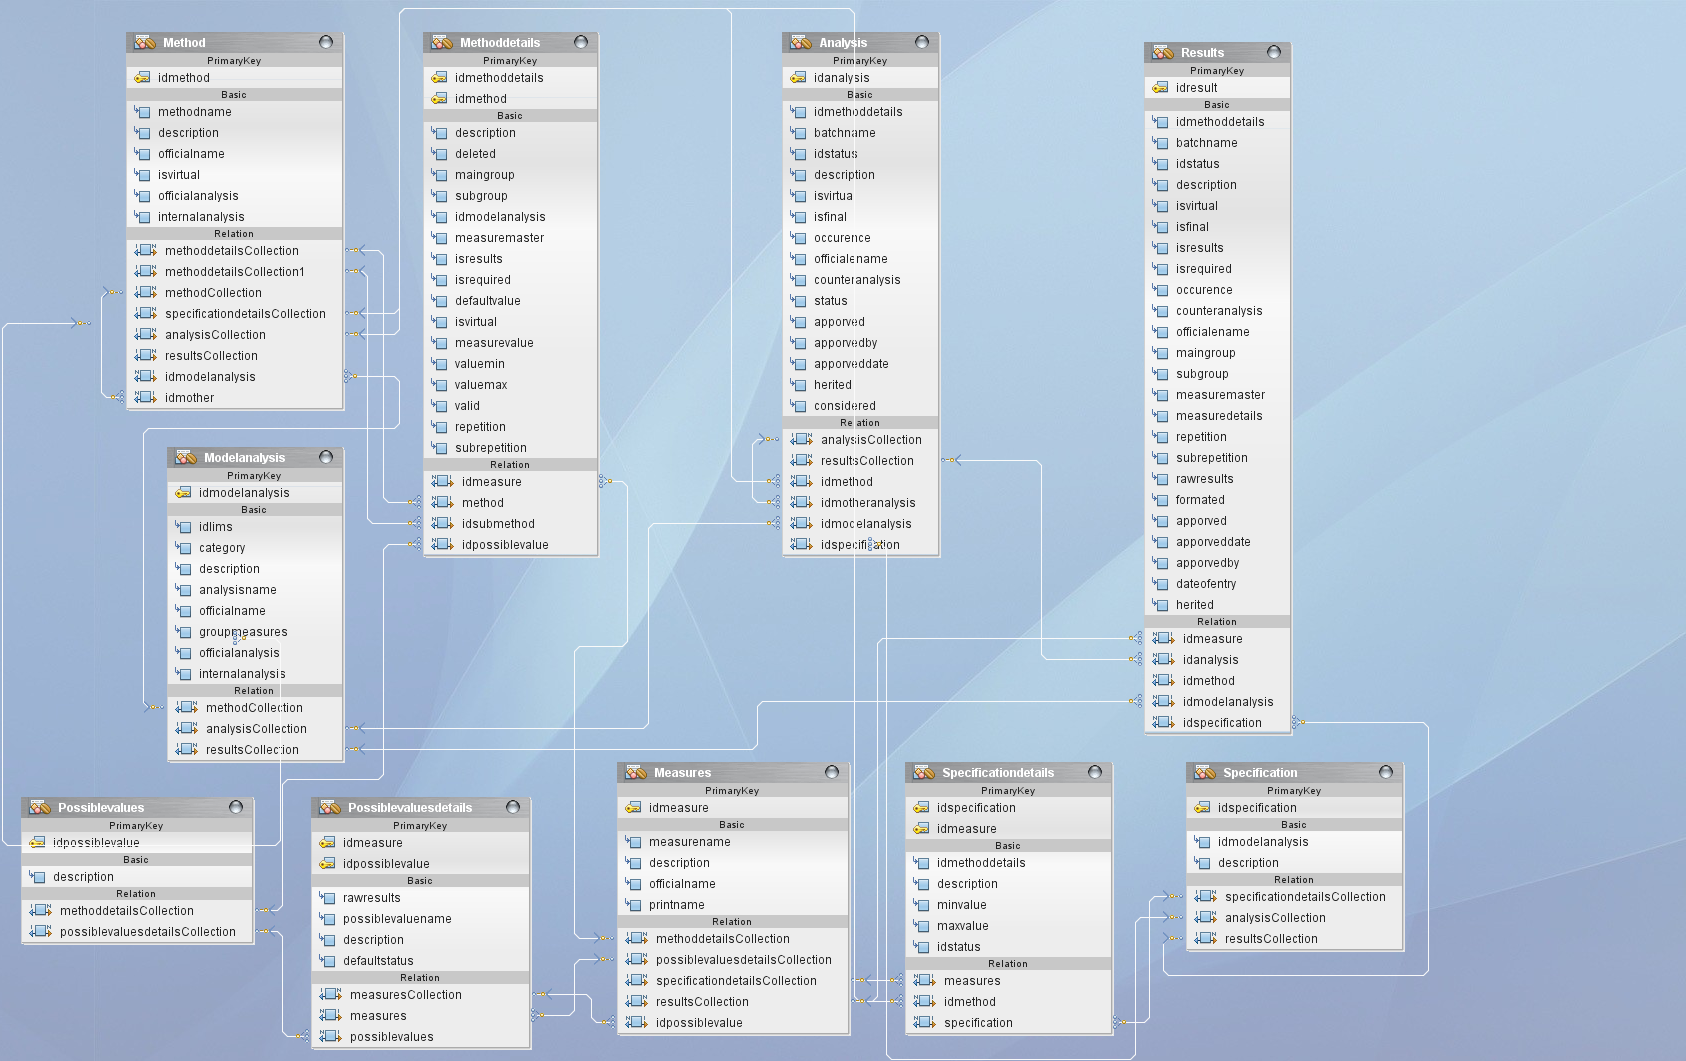 Method
PrimaryKey
idmethod
Basic
methodname
description
officialname
isvirtual
officialanalysis
internalanalysis
Relation
methoddetailsCollection
methoddetailsCollection1
methodCollection
specificationdetailsCollection
analysisCollection
resultsCollection
idmodelanalysis
idmother
Methoddetails
PrimaryKey
idmethoddetails
idmethod
Basic
description
deleted
maingroup
subgroup
idmodelanalysis
measuremaster
isresults
isrequired
defaultvalue
isvirtual
measurevalue
valuemin
valuemax
valid
repetition
subrepetition
Relation
idmeasure
method
idsubmethod
idpossiblevalue
Analysis
PrimaryKey
idanalysis
Basic
idmethoddetails
batchname
idstatus
description
isvirtual
isfinal
occurence
officialename
counteranalysis
status
apporved
apporvedby
apporveddate
herited
considered
Relation
analysisCollection
resultsCollection
idmethod
idmotheranalysis
idmodelanalysis
idspecification
Results
PrimaryKey
idresult
Basic
idmethoddetails
batchname
idstatus
description
isvirtual
isfinal
isresults
isrequired
occurence
counteranalysis
officialename
maingroup
subgroup
measuremaster
measuredetails
repetition
subrepetition
rawresults
formated
apporved
apporveddate
apporvedby
dateofentry
herited
Relation
idmeasure
idanalysis
idmethod
idmodelanalysis
idspecification
Modelanalysis
PrimaryKey
idmodelanalysis
Basic
idlims
category
description
analysisname
officialname
groupmeasures
officialanalysis
internalanalysis
Relation
methodCollection
analysisCollection
resultsCollection
Possiblevalues
PrimaryKey
idpossiblevalue
Basic
description
Relation
methoddetailsCollection
possiblevaluesdetailsCollection
Possiblevaluesdetails
PrimaryKey
idmeasure
idpossiblevalue
Basic
rawresults
possiblevaluename
description
defaultstatus
Relation
measuresCollection
measures
possiblevalues
Measures
PrimaryKey
idmeasure
Basic
measurename
description
officialname
printname
Relation
methoddetailsCollection
possiblevaluesdetailsCollection
specificationdetailsCollection
resultsCollection
idpossiblevalue
Specificationdetails
PrimaryKey
idspecification
idmeasure
Basic
idmethoddetails
description
minvalue
maxvalue
idstatus
Relation
measures
idmethod
specification
Specification
PrimaryKey
idspecification
Basic
idmodelanalysis
description
Relation
specificationdetailsCollection
analysisCollection
resultsCollection